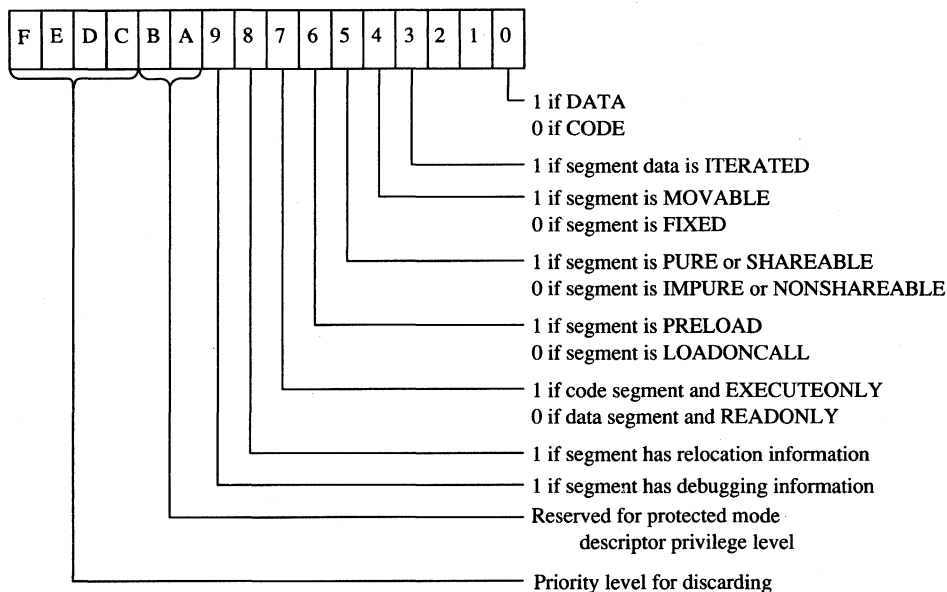 F E D C B A 9 8 7 6 5 4 3 2 1 0
1 if DATA
0 if CODE
1 if segment data is ITERATED
1 if segment is MOVABLE
0 if segment is FIXED
1 if segment is PURE or SHAREABLE
0 if segment is IMPURE or NONSHAREABLE
1 if segment is PRELOAD
0 if segment is LOADONCALL
1 if code segment and EXECUTEONLY
0 if data segment and READONLY
1 if segment has relocation information
1 if segment has debugging information
Reserved for protected mode
descriptor privilege level
Priority level for discarding